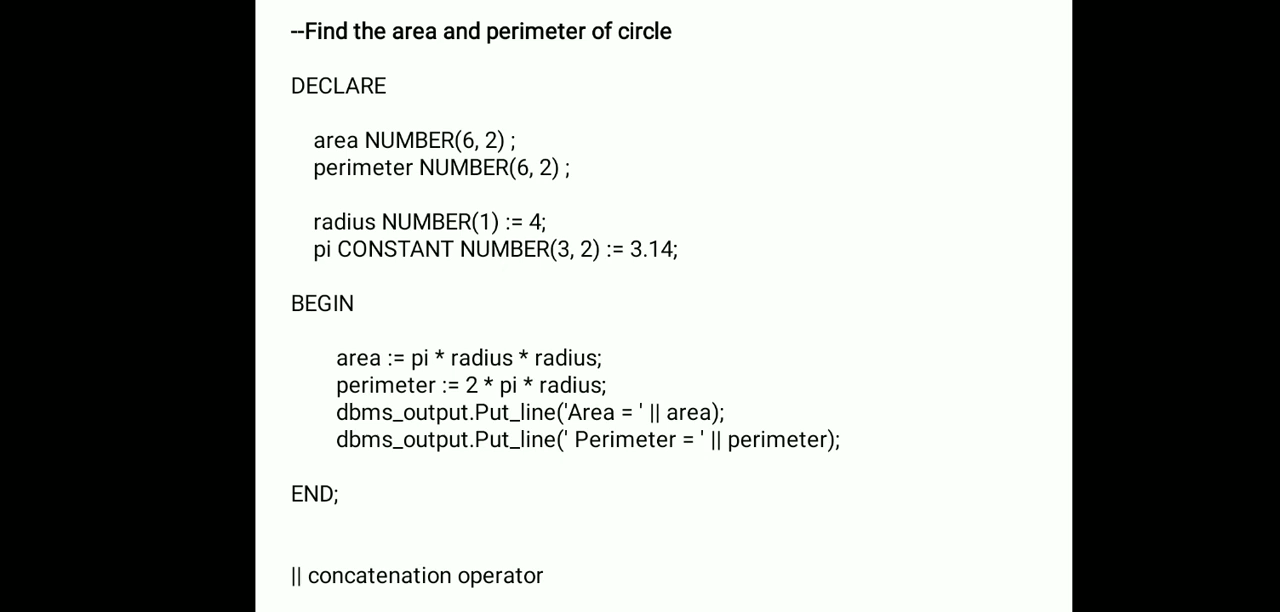 --Find the area and perimeter of circle
DECLARE
area NUMBER(6, 2) ;
perimeter NUMBER(6, 2) ;
radius NUMBER(1) := 4;
pi CONSTANT NUMBER(3, 2) := 3.14;
BEGIN
area := pi * radius * radius;
perimeter := 2 * pi * radius;
dbms_output.Put_line('Area = ' || area);
dbms_output.Put_line(' Perimeter = ' || perimeter);
END;
|| concatenation operator